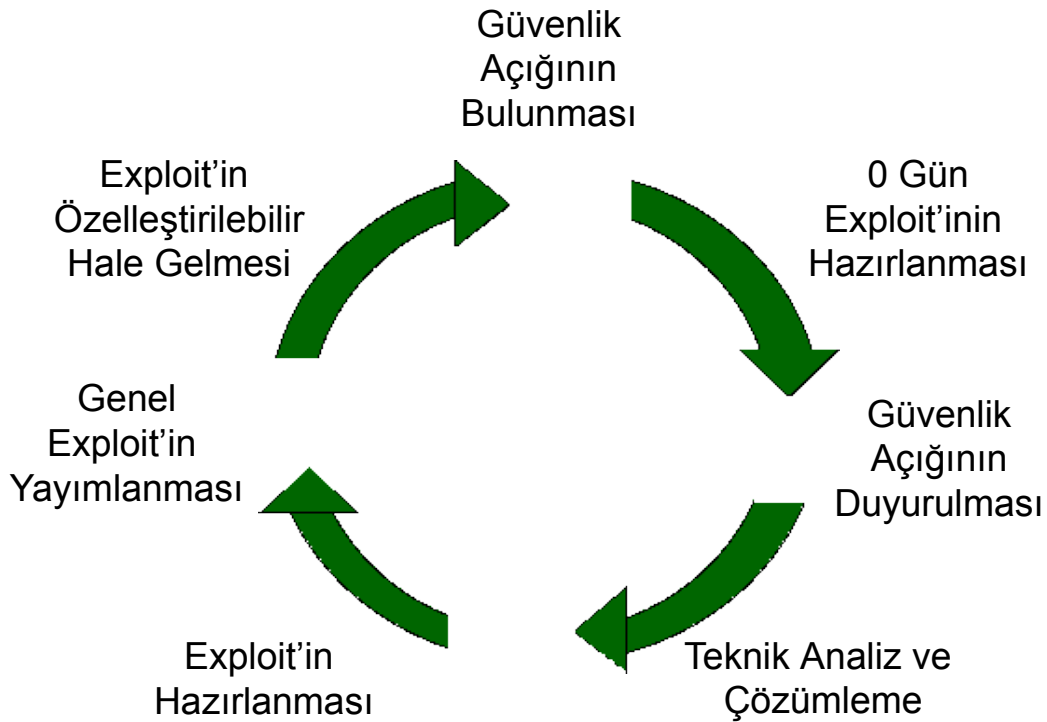 Güvenlik
Açığının
Bulunması
0 Gün
Exploit’inin
Hazırlanması
Güvenlik
Açığının
Duyurulması
Teknik Analiz ve
Çözümleme
Exploit’in
Hazırlanması
Genel
Exploit’in
Yayımlanması
Exploit’in
Özelleştirilebilir
Hale Gelmesi